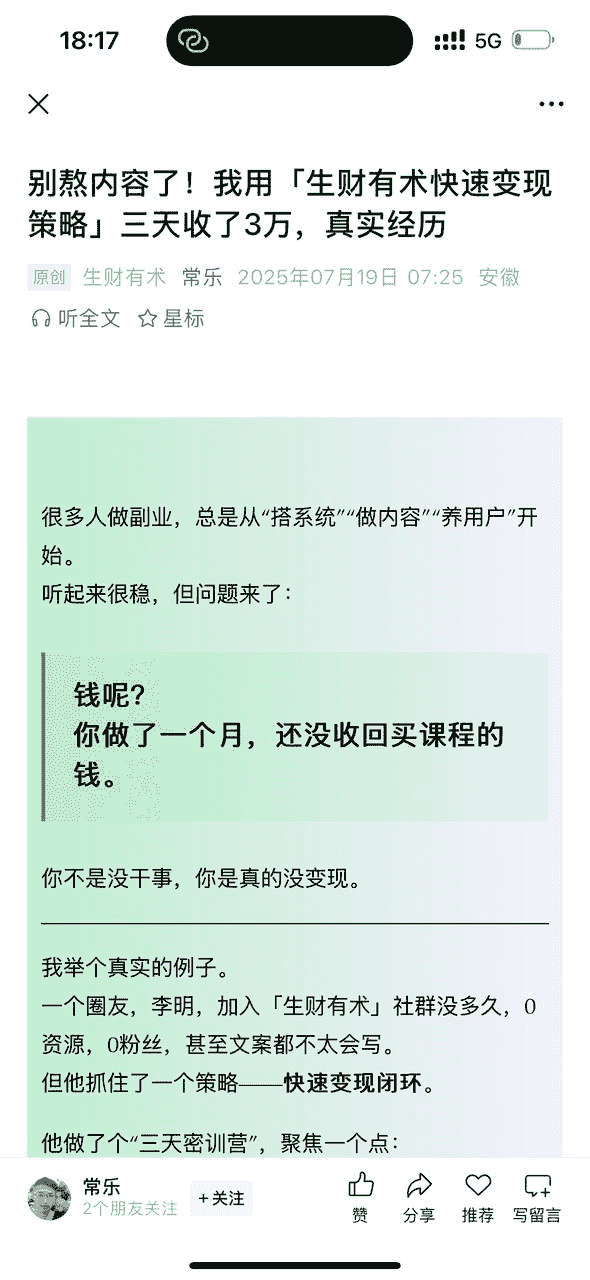 18:17
5G
别熬内容了！我用「生财有术快速变现
策略」三天收了3万，真实经历
原创 生财有术 常乐 2025年07月19日 07:25 安徽
听全文 星标
很多人做副业，总是从“搭系统”“做内容”“养用户”开
始。
听起来很稳，但问题来了：
钱呢？
你做了一个月，还没收回买课程的
钱。
你不是没干事，你是真的没变现。
我举个真实的例子。
一个圈友，李明，加入「生财有术」社群没多久，0
资源，0粉丝，甚至文案都不太会写。
但他抓住了一个策略——快速变现闭环。
他做了个“三天密训营”，聚焦一个点：
常乐
2个朋友关注
+关注
赞 分享 推荐 写留言